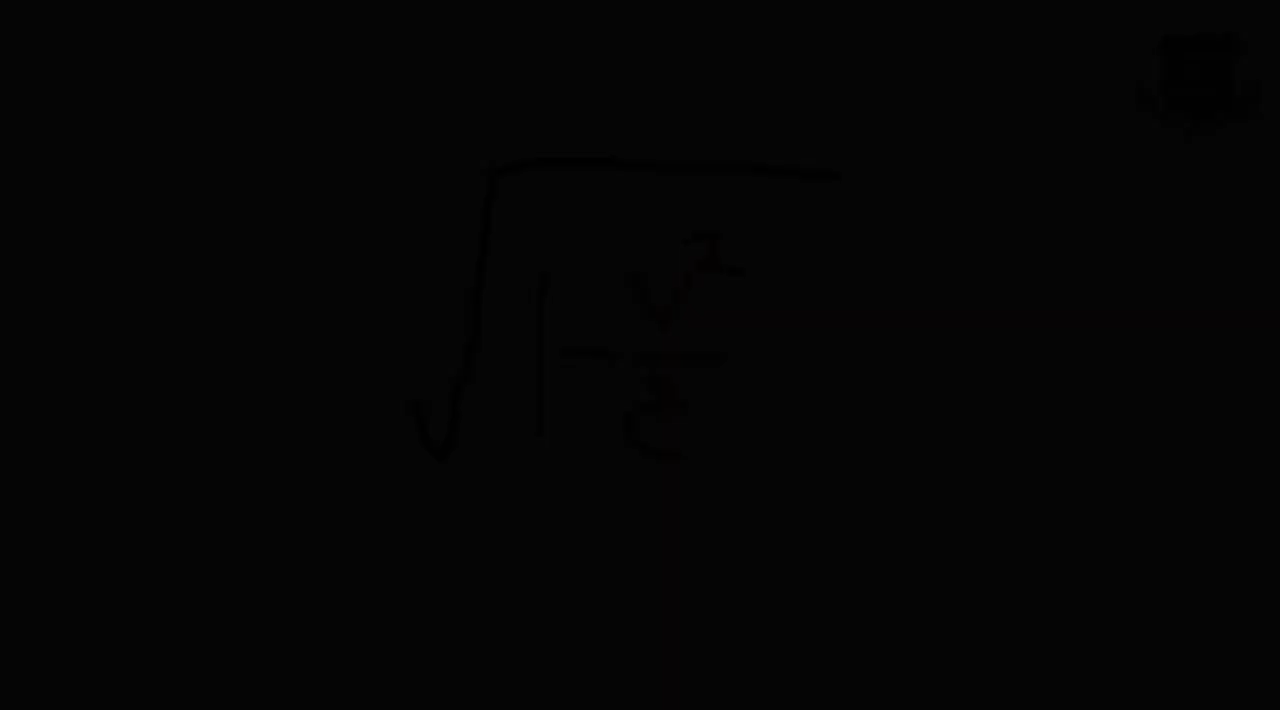 √(1 - v²/c²)